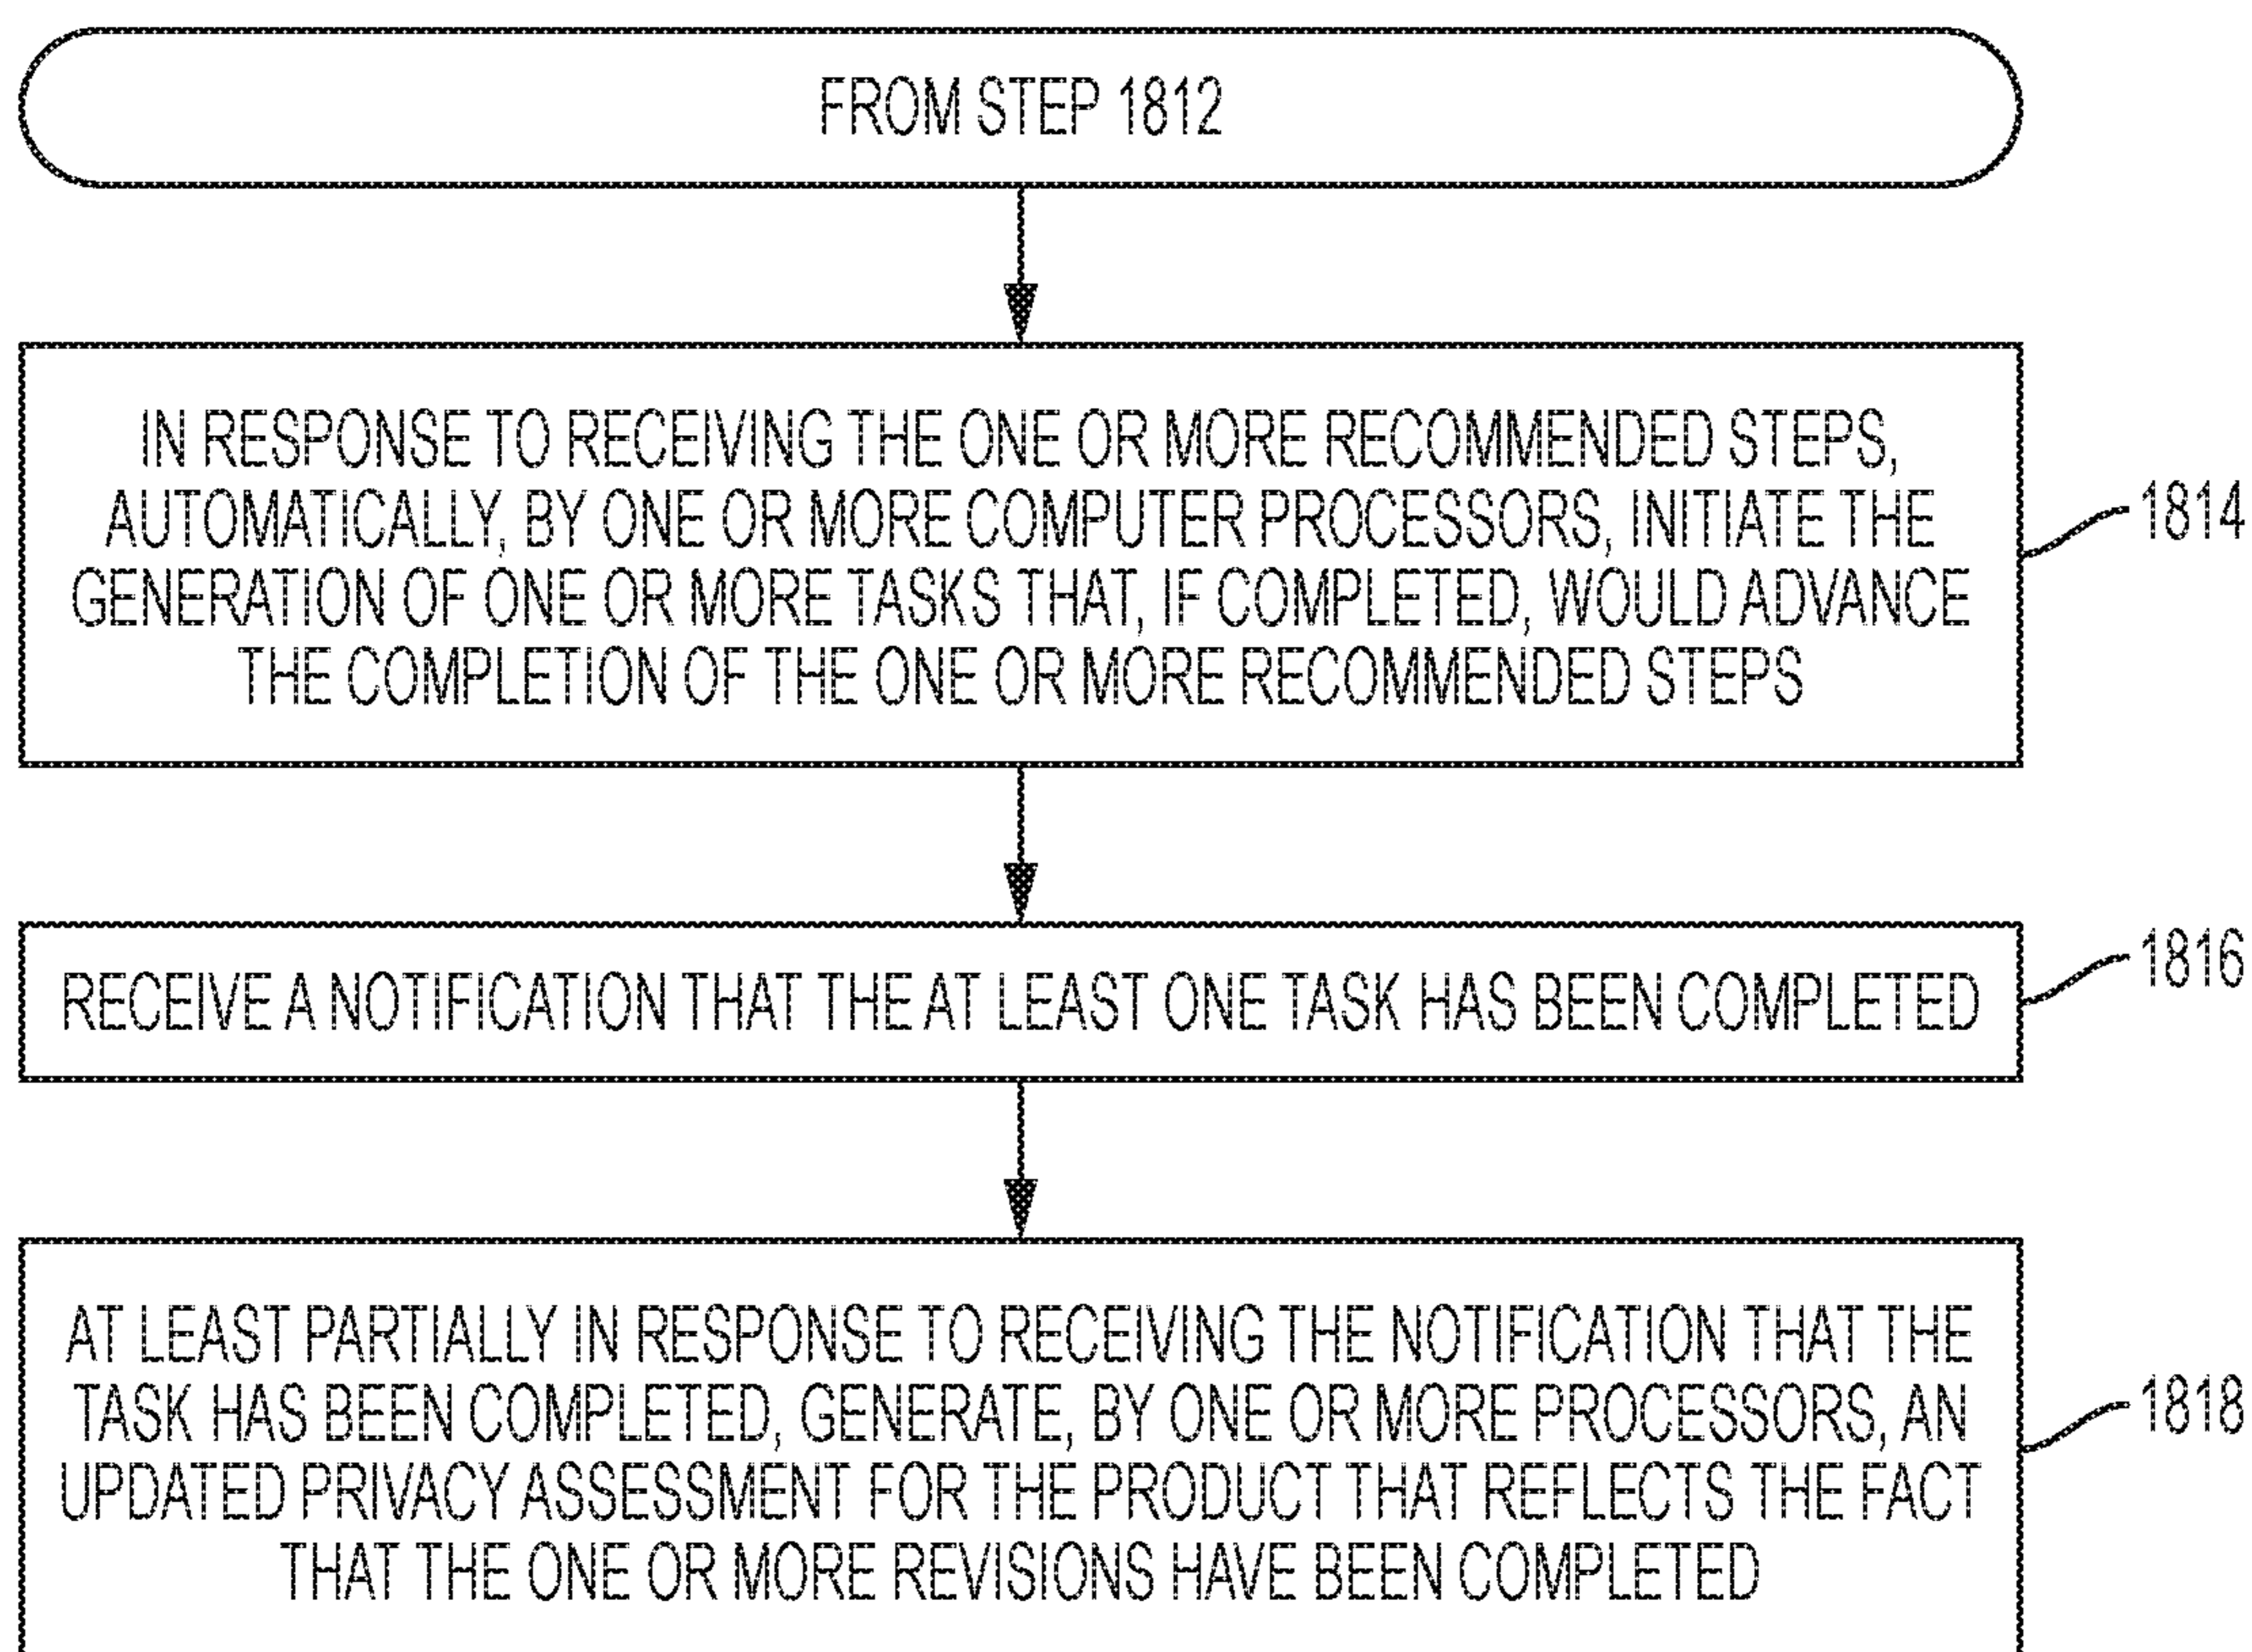 FROM STEP 1812
IN RESPONSE TO RECEIVING THE ONE OR MORE RECOMMENDED STEPS,
AUTOMATICALLY, BY ONE OR MORE COMPUTER PROCESSORS, INITIATE THE
GENERATION OF ONE OR MORE TASKS THAT, IF COMPLETED, WOULD ADVANCE
THE COMPLETION OF THE ONE OR MORE RECOMMENDED STEPS
1814
RECEIVE A NOTIFICATION THAT THE AT LEAST ONE TASK HAS BEEN COMPLETED
1816
AT LEAST PARTIALLY IN RESPONSE TO RECEIVING THE NOTIFICATION THAT THE
TASK HAS BEEN COMPLETED, GENERATE, BY ONE OR MORE PROCESSORS, AN
UPDATED PRIVACY ASSESSMENT FOR THE PRODUCT THAT REFLECTS THE FACT
THAT THE ONE OR MORE REVISIONS HAVE BEEN COMPLETED
1818